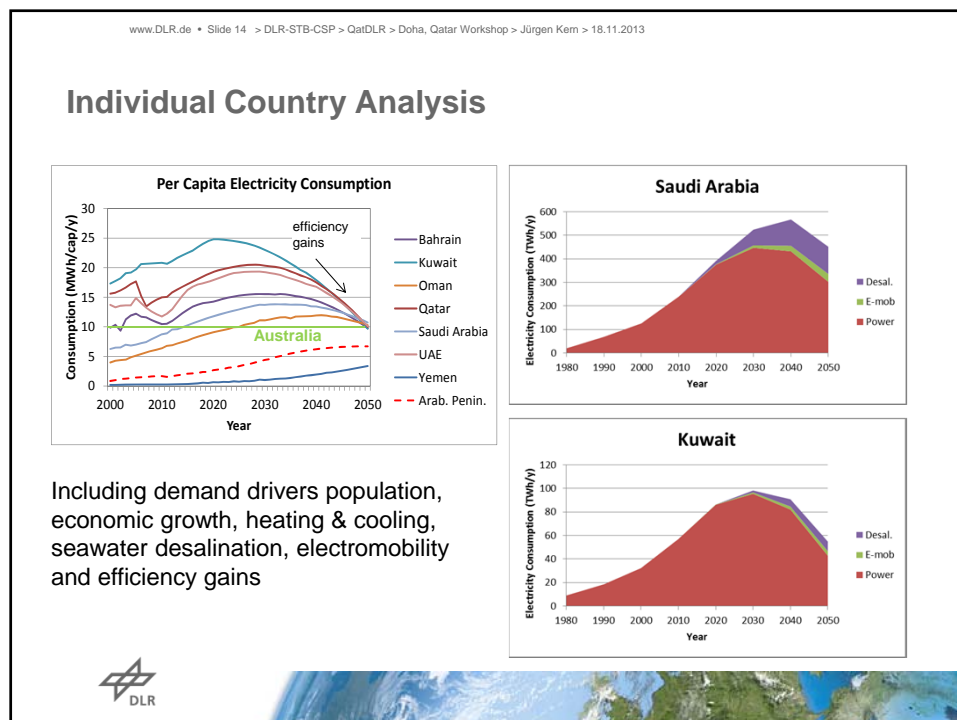 www.DLR.de • Slide 14 > DLR-STB-CSP > QatDLR > Doha, Qatar Workshop > Jürgen Kern > 18.11.2013
Individual Country Analysis
Per Capita Electricity Consumption
Consumption (MWh/cap/y)
30
25
20
15
10
5
0
efficiency
gains
Australia
2000 2010 2020 2030 2040 2050
Year
Bahrain
Kuwait
Oman
Qatar
Saudi Arabia
UAE
Yemen
Arab. Penin.
Saudi Arabia
Electricity Consumption (TWh/y)
600
500
400
300
200
100
0
1980 1990 2000 2010 2020 2030 2040 2050
Year
Desal.
E-mob
Power
Kuwait
Electricity Consumption (TWh/y)
120
100
80
60
40
20
0
1980 1990 2000 2010 2020 2030 2040 2050
Year
Desal.
E-mob
Power
Including demand drivers population,
economic growth, heating & cooling,
seawater desalination, electromobility
and efficiency gains
DLR